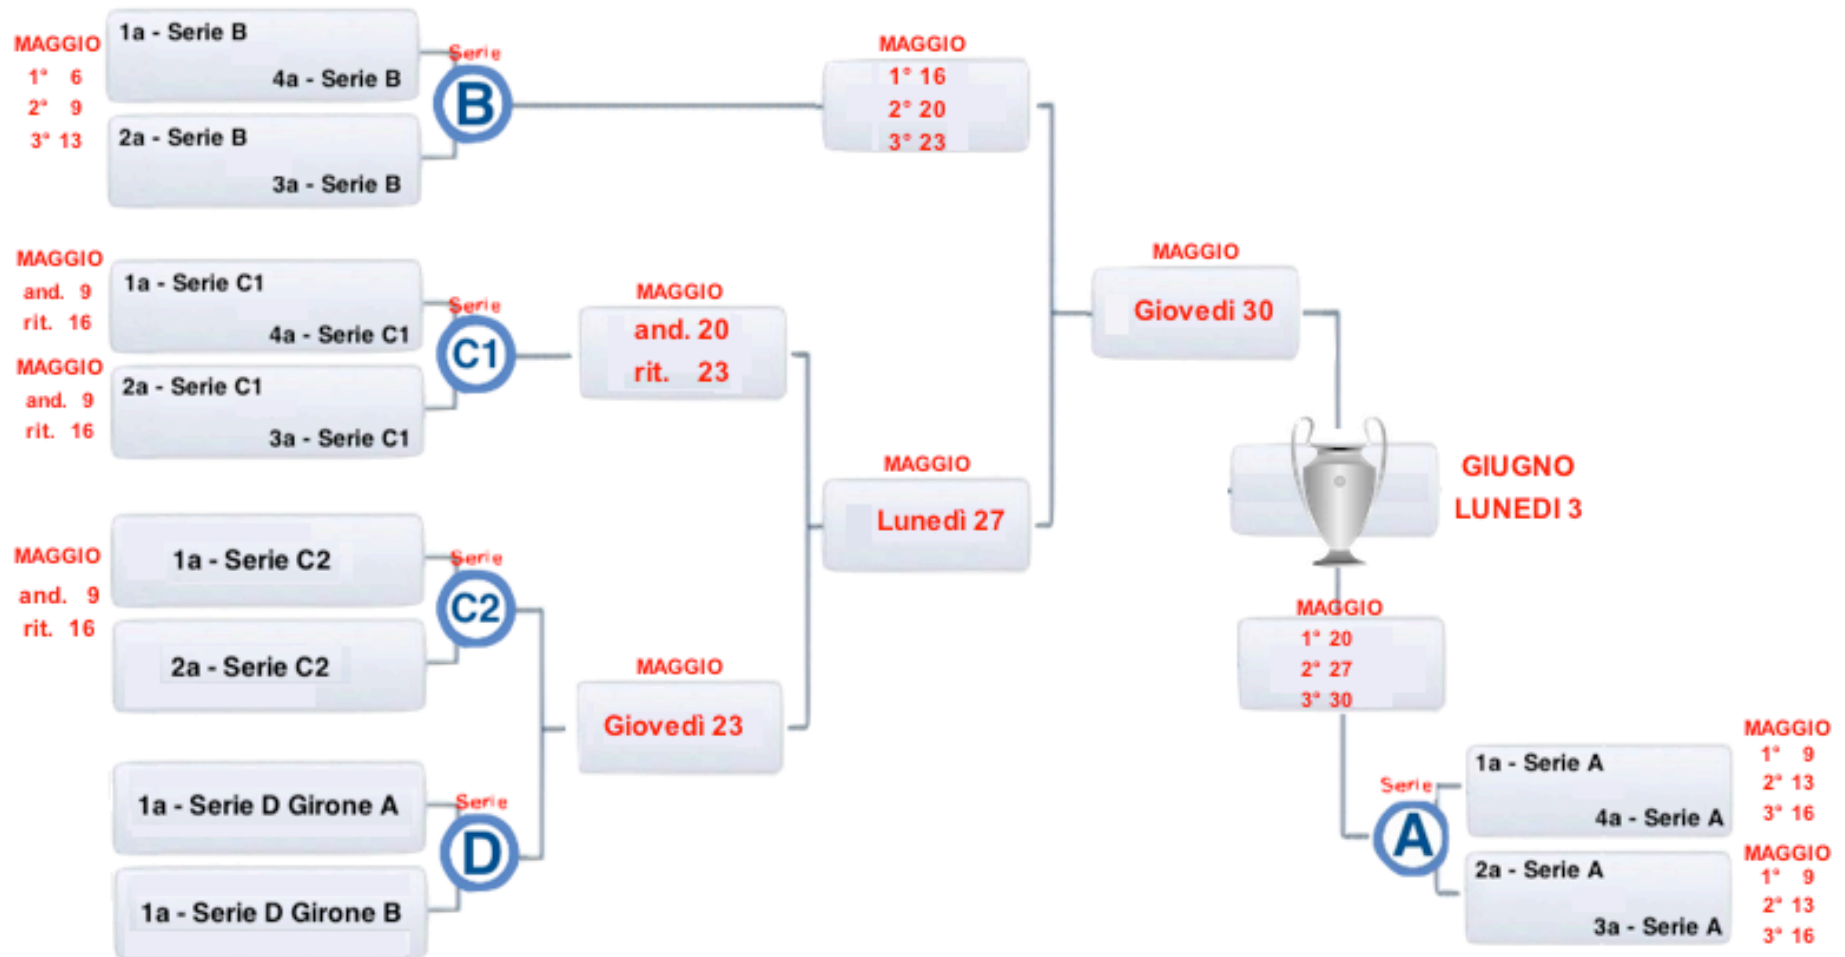 MAGGIO
1° 6
2° 9
3° 13
1a - Serie B
4a - Serie B
2a - Serie B
3a - Serie B
Serie
B
MAGGIO
1° 16
2° 20
3° 23
MAGGIO
and. 9
rit. 16
MAGGIO
and. 9
rit. 16
1a - Serie C1
4a - Serie C1
2a - Serie C1
3a - Serie C1
Serie
C1
MAGGIO
and. 20
rit. 23
MAGGIO
and. 9
rit. 16
1a - Serie C2
2a - Serie C2
Serie
C2
1a - Serie D Girone A
1a - Serie D Girone B
Serie
D
MAGGIO
Giovedì 23
MAGGIO
Lunedì 27
MAGGIO
Giovedi 30
GIUGNO
LUNEDI 3
MAGGIO
1° 20
2° 27
3° 30
Serie
A
1a - Serie A
4a - Serie A
2a - Serie A
3a - Serie A
MAGGIO
1° 9
2° 13
3° 16
MAGGIO
1° 9
2° 13
3° 16